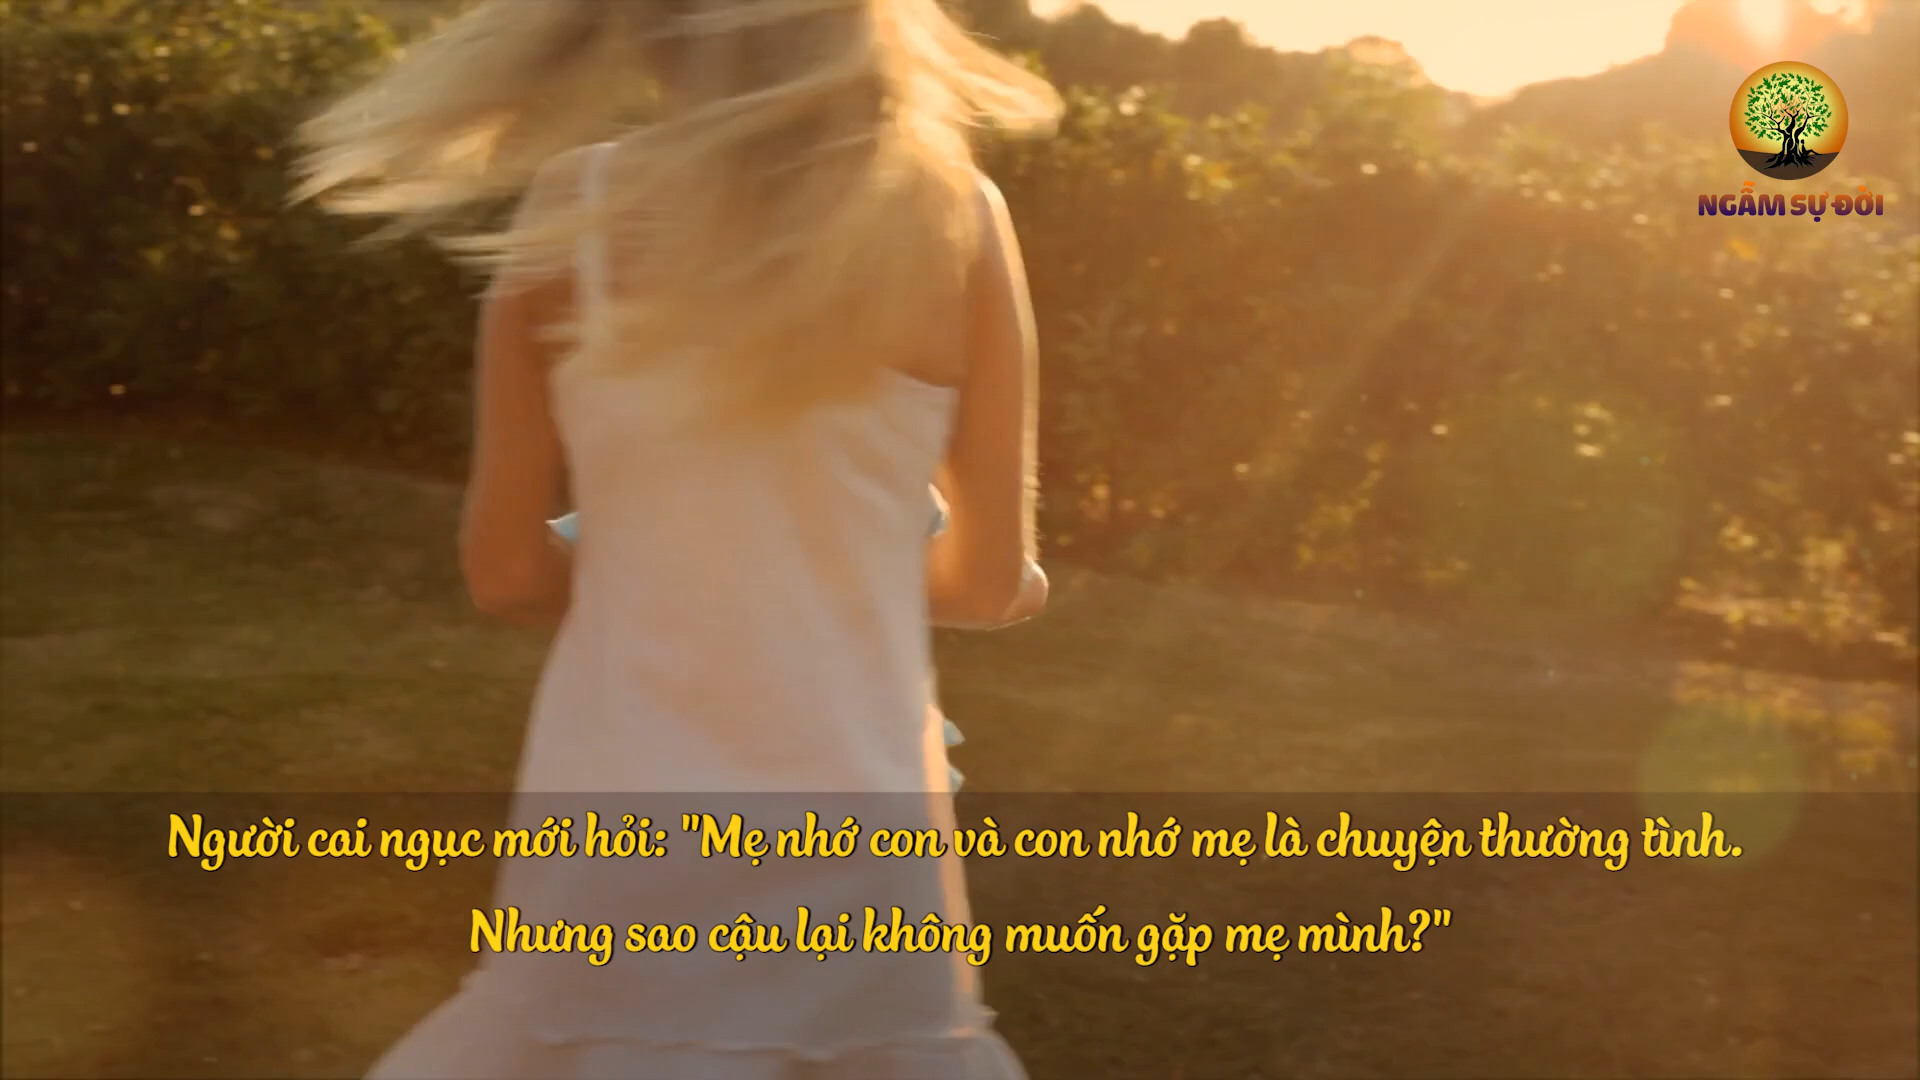 NGẪM SỰ ĐỜI
Người cai ngục mới hỏi: "Mẹ nhớ con và con nhớ mẹ là chuyện thường tình.
Nhưng sao cậu lại không muốn gặp mẹ mình?"